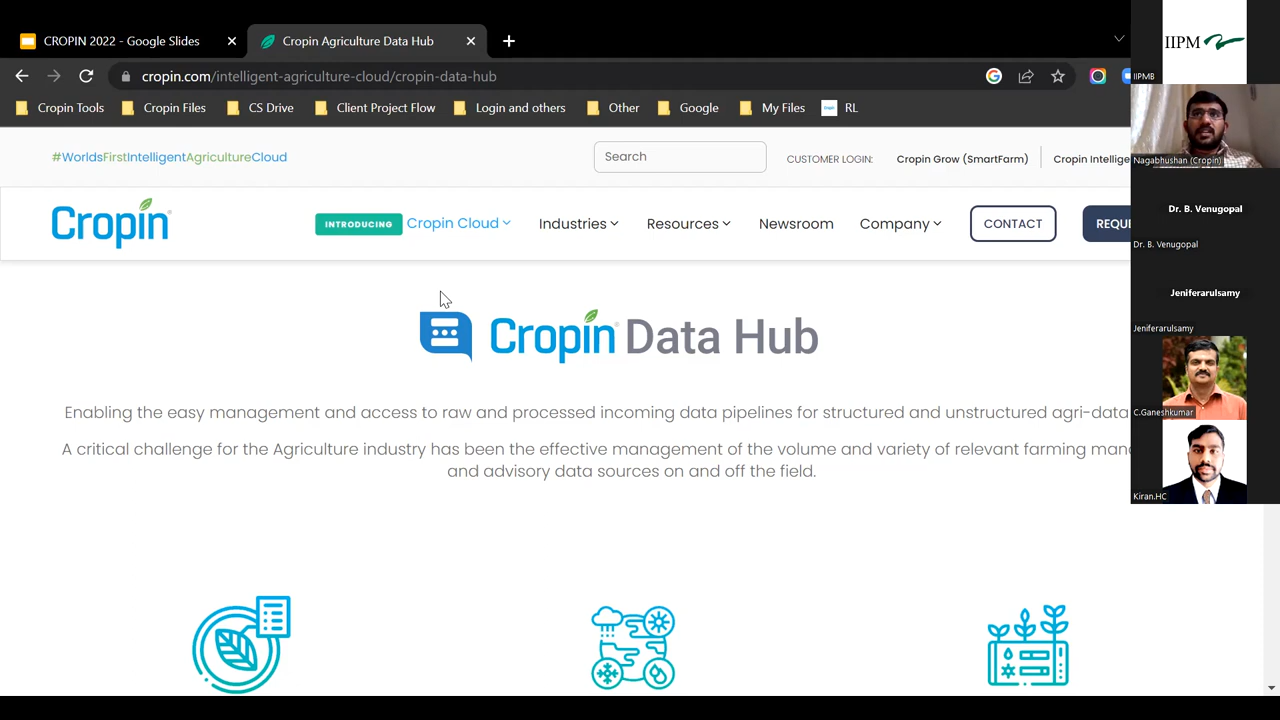 CROPIN 2022 - Google Slides
Cropin Agriculture Data Hub
cropin.com/intelligent-agriculture-cloud/cropin-data-hub
Cropin Tools
Cropin Files
CS Drive
Client Project Flow
Login and others
Other
Google
My Files
Cropin
RL
#WorldsFirstIntelligentAgricultureCloud
Search
CUSTOMER LOGIN:
Cropin Grow (SmartFarm)
Cropin Intellige
Cropin
INTRODUCING
Cropin Cloud
Industries
Resources
Newsroom
Company
CONTACT
REQU
Cropin Data Hub
Enabling the easy management and access to raw and processed incoming data pipelines for structured and unstructured agri-data
A critical challenge for the Agriculture industry has been the effective management of the volume and variety of relevant farming mana
and advisory data sources on and off the field.
IIPM
IIPMB
Nagabhushan (Cropin)
Dr. B. Venugopal
Dr. B. Venugopal
Jeniferarulsamy
Jeniferarulsamy
C.Ganeshkumar
Kiran.HC